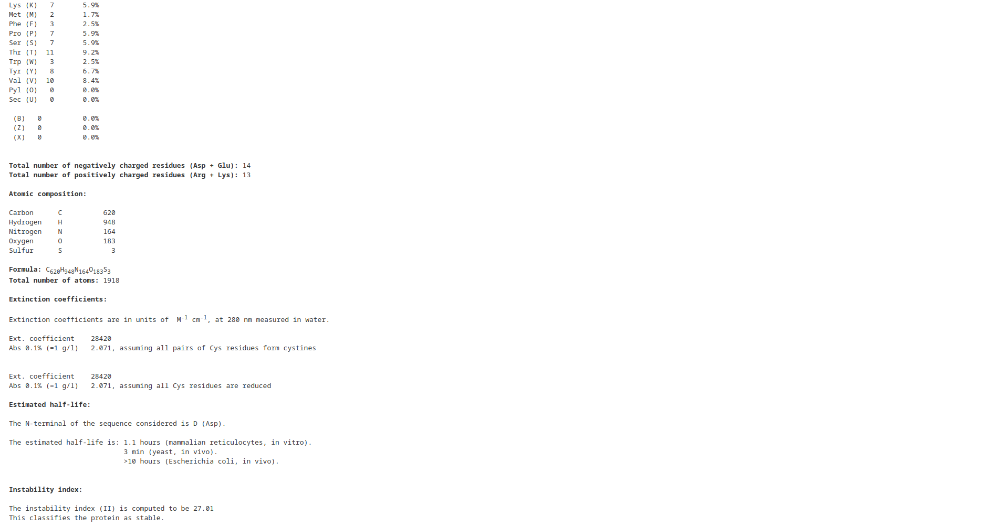 Lys (K)   7       5.9%
Met (M)   2       1.7%
Phe (F)   3       2.5%
Pro (P)   7       5.9%
Ser (S)   7       5.9%
Thr (T)  11       9.2%
Trp (W)   3       2.5%
Tyr (Y)   8       6.7%
Val (V)  10       8.4%
Pyl (O)   0       0.0%
Sec (U)   0       0.0%
 (B)   0          0.0%
 (Z)   0          0.0%
 (X)   0          0.0%
Total number of negatively charged residues (Asp + Glu): 14
Total number of positively charged residues (Arg + Lys): 13
Atomic composition:
Carbon      C          620
Hydrogen    H          948
Nitrogen    N          164
Oxygen      O          183
Sulfur      S            3
Formula: C620H948N164O183S3
Total number of atoms: 1918
Extinction coefficients:
Extinction coefficients are in units of  M-1 cm-1, at 280 nm measured in water.
Ext. coefficient    28420
Abs 0.1% (=1 g/l)   2.071, assuming all pairs of Cys residues form cystines
Ext. coefficient    28420
Abs 0.1% (=1 g/l)   2.071, assuming all Cys residues are reduced
Estimated half-life:
The N-terminal of the sequence considered is D (Asp).
The estimated half-life is: 1.1 hours (mammalian reticulocytes, in vitro).
                            3 min (yeast, in vivo).
                            >10 hours (Escherichia coli, in vivo).
Instability index:
The instability index (II) is computed to be 27.01
This classifies the protein as stable.